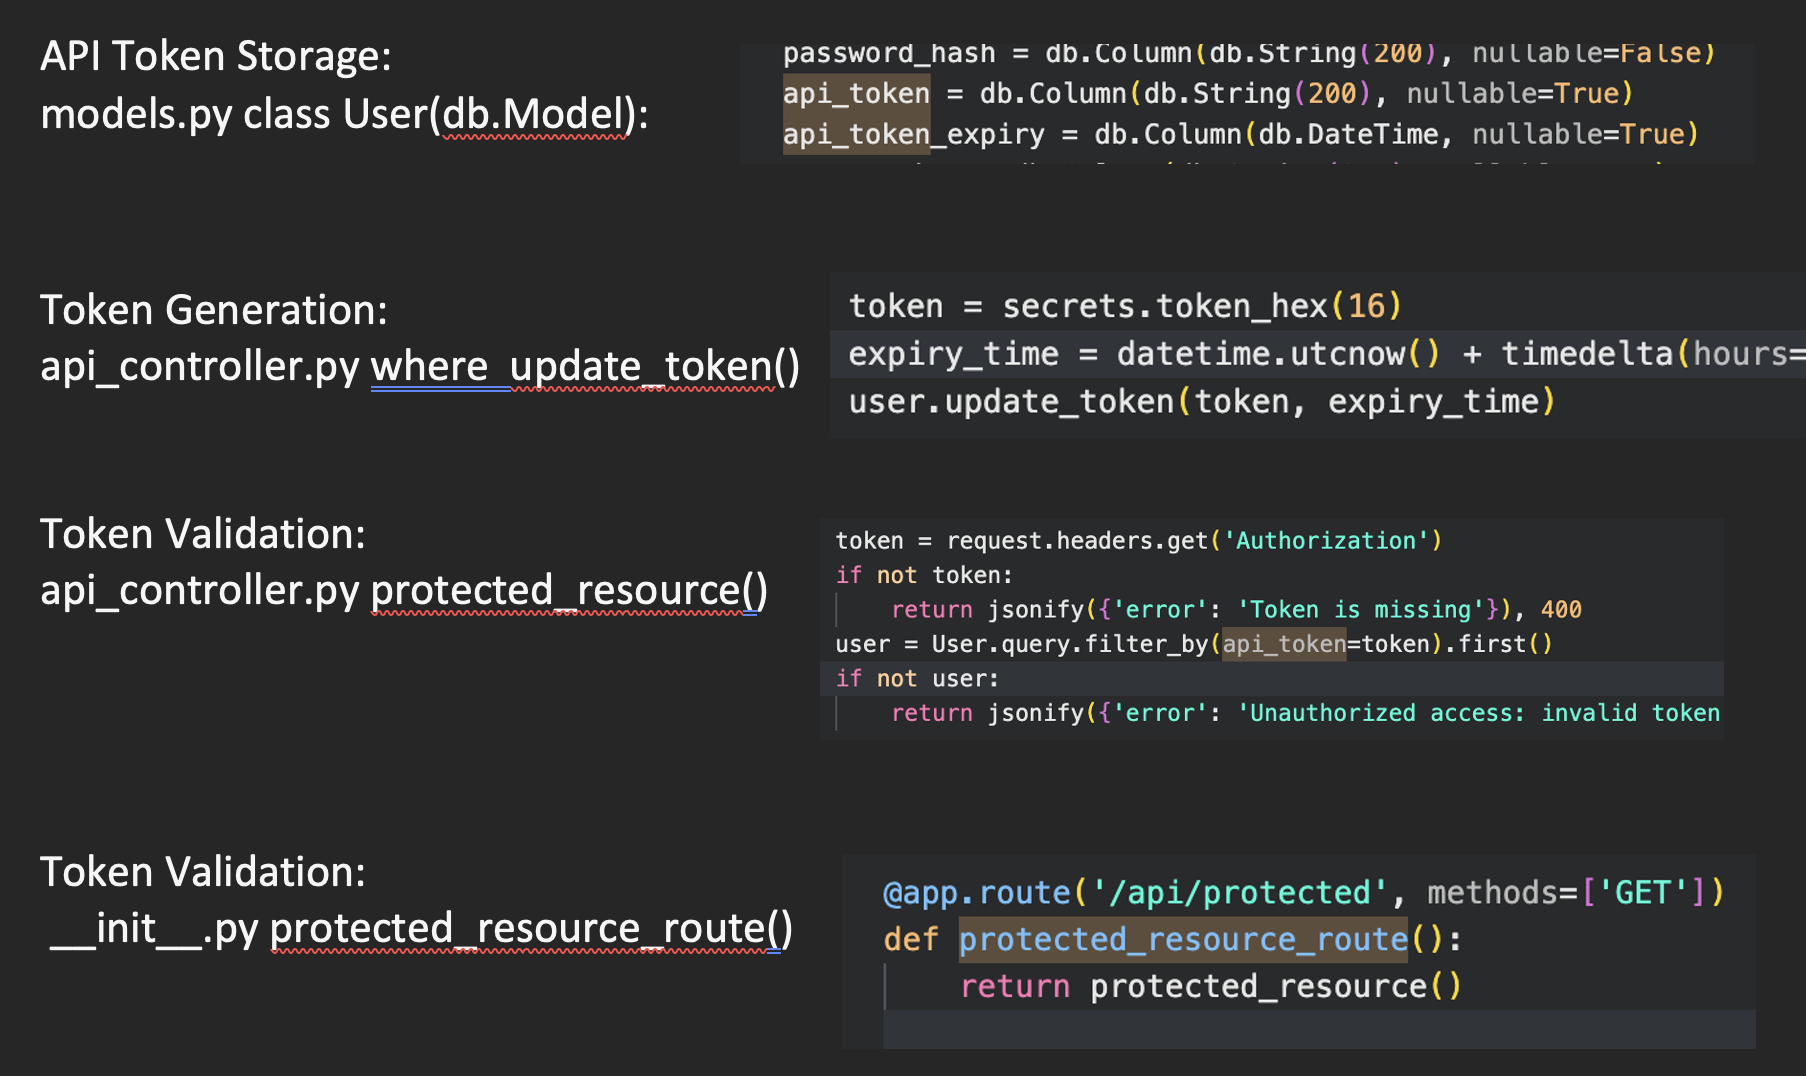 API Token Storage:
models.py class User(db.Model):
password_hash = db.Column(db.String(200), nullable=False)
api_token = db.Column(db.String(200), nullable=True)
api_token_expiry = db.Column(db.DateTime, nullable=True)
Token Generation:
api_controller.py where update_token()
token = secrets.token_hex(16)
expiry_time = datetime.utcnow() + timedelta(hours=
user.update_token(token, expiry_time)
Token Validation:
api_controller.py protected_resource()
token = request.headers.get('Authorization')
if not token:
return jsonify({'error': 'Token is missing'}), 400
user = User.query.filter_by(api_token=token).first()
if not user:
return jsonify({'error': 'Unauthorized access: invalid token
Token Validation:
__init__.py protected_resource_route()
@app.route('/api/protected', methods=['GET'])
def protected_resource_route():
return protected_resource()